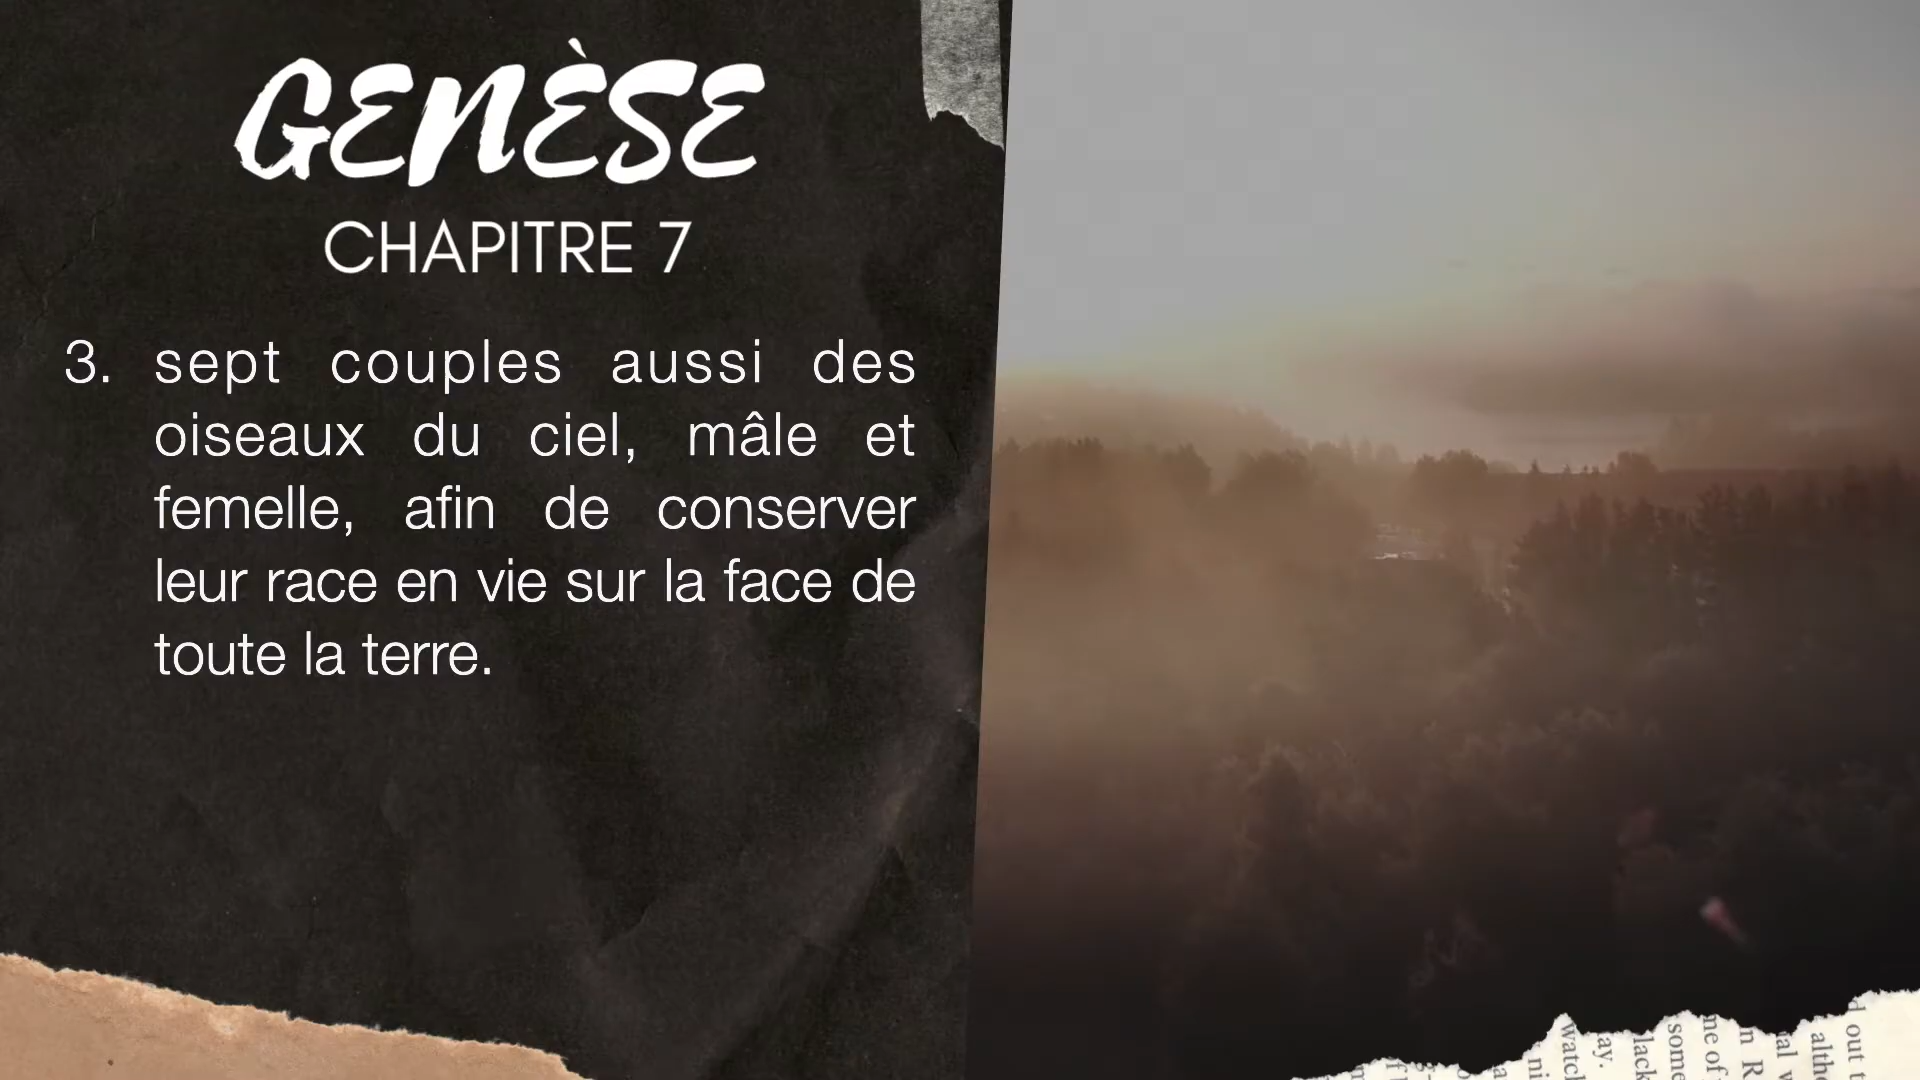 GENÈSE
CHAPITRE 7
3. sept couples aussi des
oiseaux du ciel, mâle et
femelle, afin de conserver
leur race en vie sur la face de
toute la terre.